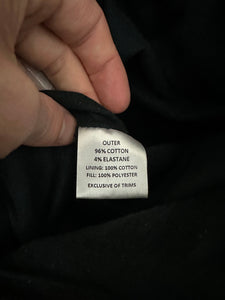 OUTER
96% COTTON
4% ELASTANE
LINING: 100% COTTON
FILL: 100% POLYESTER
EXCLUSIVE OF TRIMS